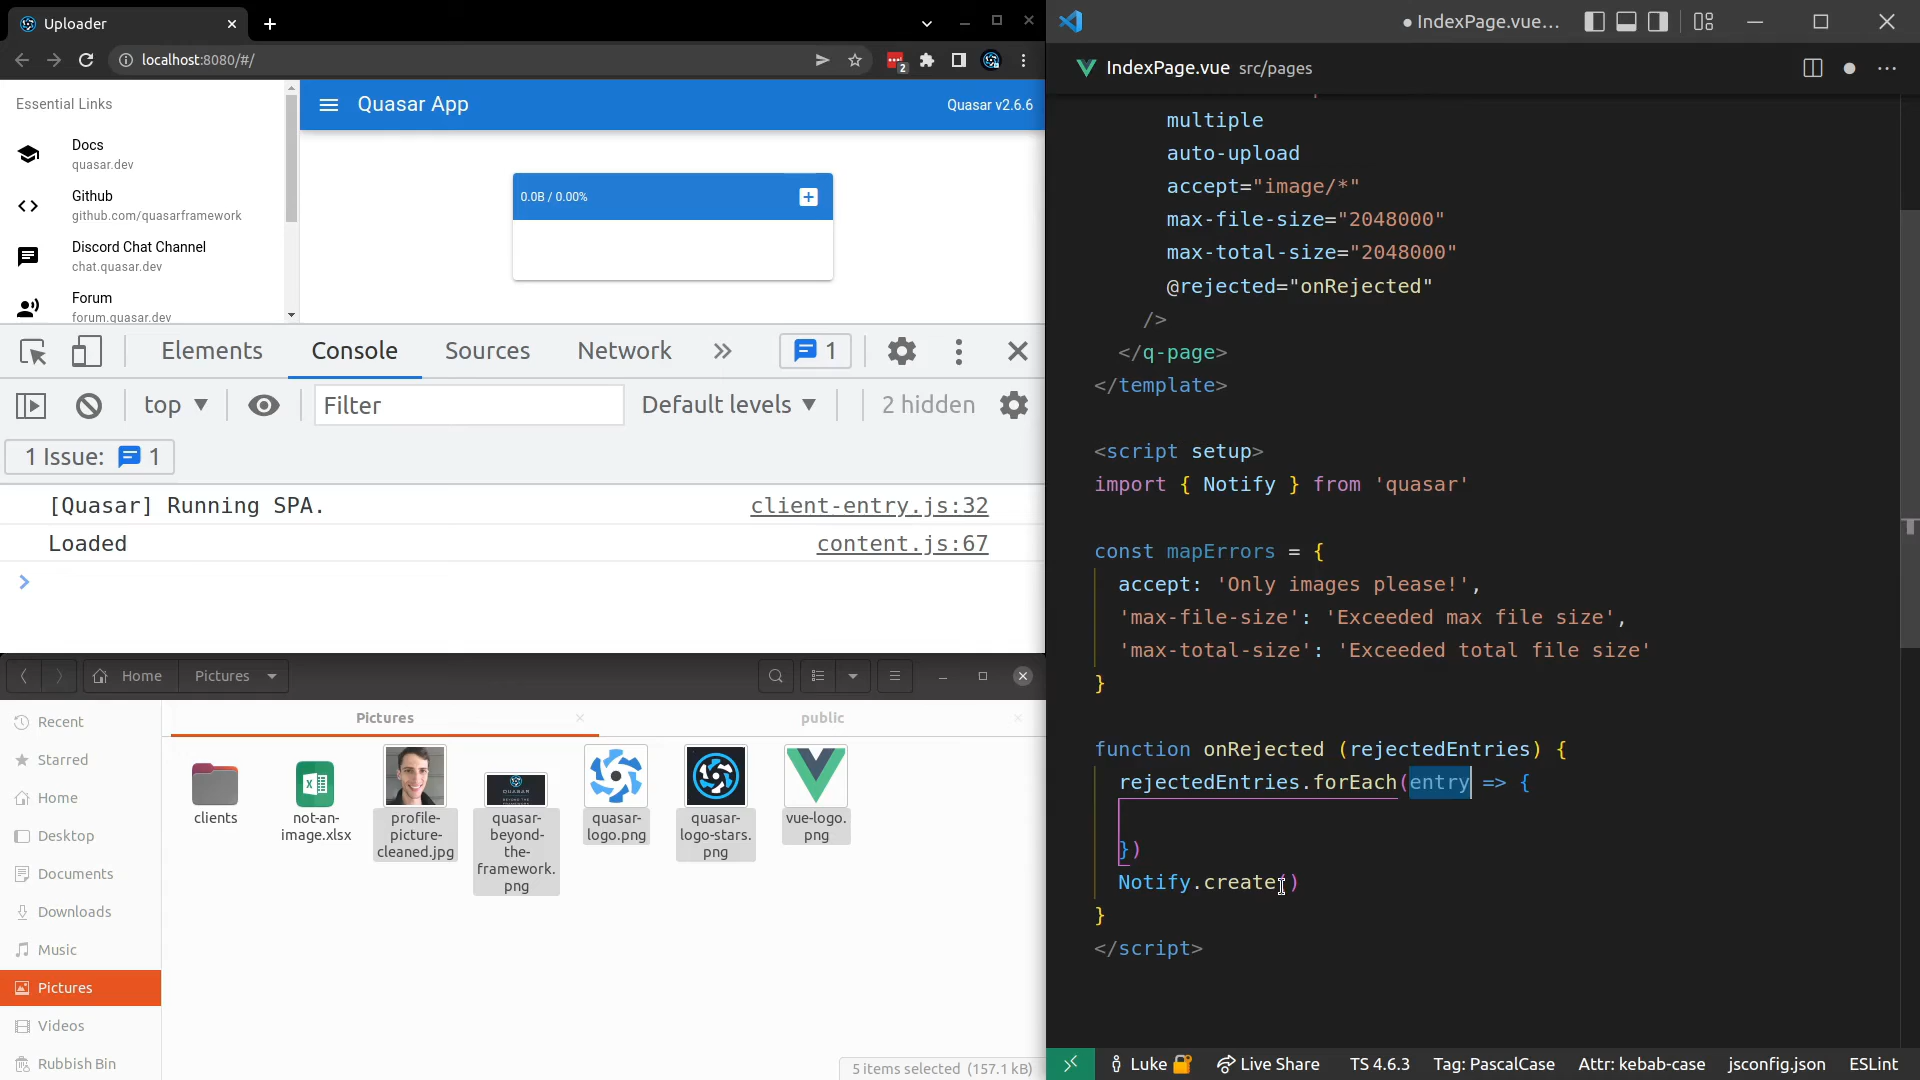 Uploader
localhost:8080/#/
2
Essential Links
Docs
quasar.dev
Github
github.com/quasarframework
Discord Chat Channel
chat.quasar.dev
Forum
forum.quasar.dev
Quasar App
Quasar v2.6.6
0.0B / 0.00%
Elements
Console
Sources
Network
1
top
Filter
Default levels
2 hidden
1 Issue: 1
[Quasar] Running SPA.
client-entry.js:32
Loaded
content.js:67
Home
Pictures
Recent
Starred
Home
Desktop
Documents
Downloads
Music
Pictures
Videos
Rubbish Bin
Pictures
public
clients
not-an-
image.xlsx
profile-
picture-
cleaned.jpg
quasar-
beyond-
the-
framework.
png
quasar-
logo.png
quasar-
logo-stars.
png
vue-logo.
png
5 items selected (157.1 kB)
● IndexPage.vue...
IndexPage.vue src/pages
multiple
auto-upload
accept="image/*"
max-file-size="2048000"
max-total-size="2048000"
@rejected="onRejected"
/>
</q-page>
</template>
<script setup>
import { Notify } from 'quasar'
const mapErrors = {
accept: 'Only images please!',
'max-file-size': 'Exceeded max file size',
'max-total-size': 'Exceeded total file size'
}
function onRejected (rejectedEntries) {
rejectedEntries.forEach(entry => {
})
Notify.create()
}
</script>
Luke
Live Share
TS 4.6.3
Tag: PascalCase
Attr: kebab-case
jsconfig.json
ESLint